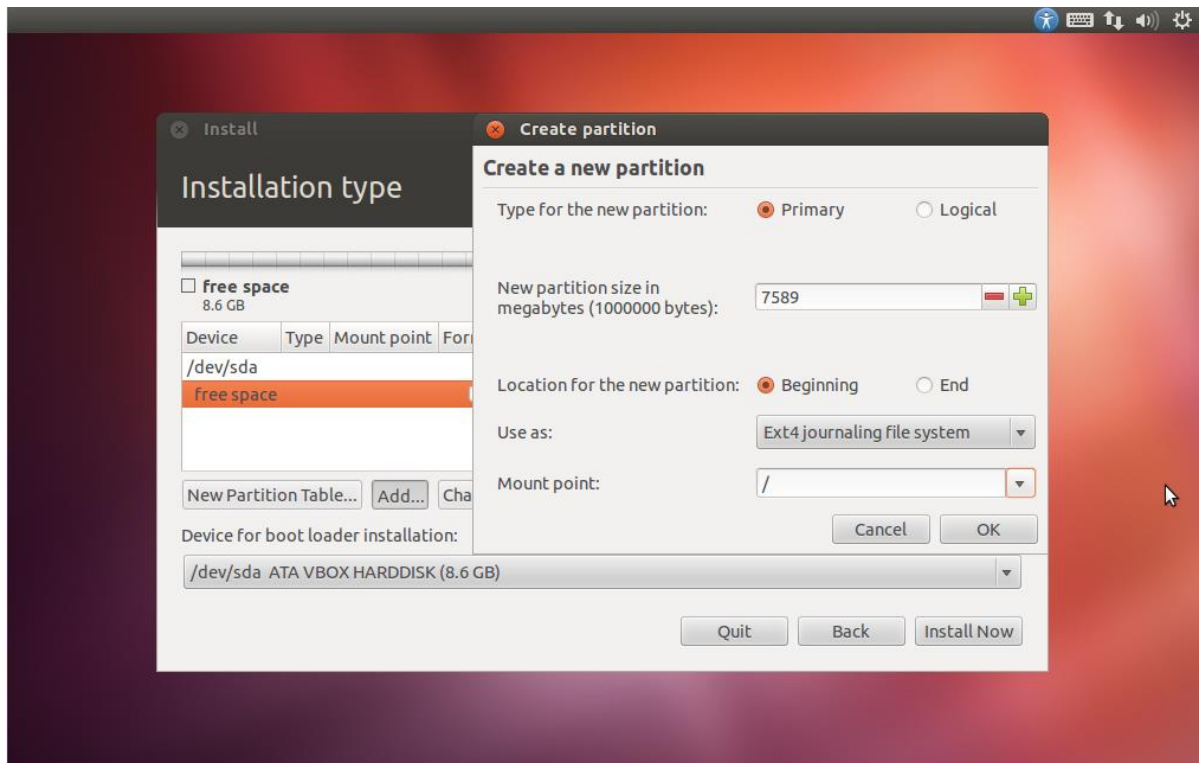 Install
Installation type
free space
8.6 GB
Device Type Mount point
/dev/sda
free space
New Partition Table... Add...
Device for boot loader installation:
/dev/sda ATA VBOX HARDDISK (8.6 GB)
Quit Back Install Now
Create partition
Create a new partition
Type for the new partition: Primary Logical
New partition size in
megabytes (1000000 bytes):
7589
Location for the new partition: Beginning End
Use as: Ext4 journaling file system
Mount point: /
Cancel OK